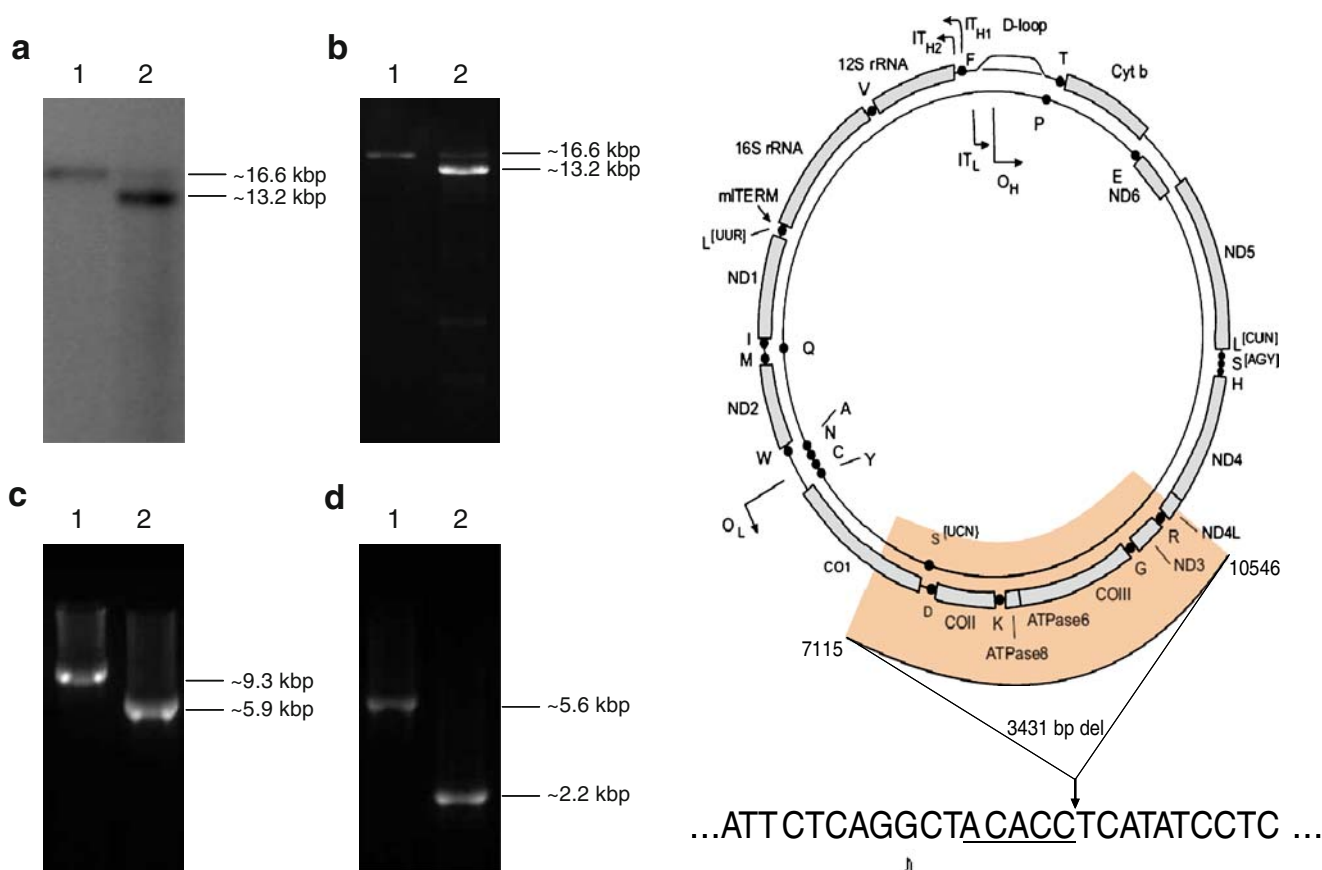 a
1 2
~16.6 kbp
~13.2 kbp
b
1 2
~16.6 kbp
~13.2 kbp
c
1 2
~9.3 kbp
~5.9 kbp
d
1 2
~5.6 kbp
~2.2 kbp
IT H1
D-loop
IT H2
F
T
12S rRNA
Cyt b
V
P
16S rRNA
IT L
O H
E
ND6
mtTERM
L [UUR]
ND5
ND1
I
Q
L [CUN]
M
S [AGY]
H
ND2
A
N
C
Y
W
ND4
O L
S {UCN}
R
ND4L
CO1
G
ND3
10546
D
COII
K
ATPase6
COIII
ATPase8
7115
3431 bp del
...ATTCTCAGGCTACACCTCATATCCTC ...